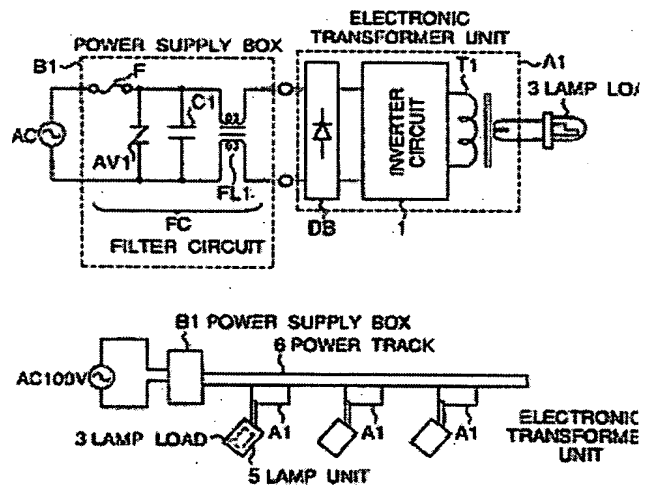 ELECTRONIC
TRANSFORMER UNIT
POWER SUPPLY BOX
B1
F
T1
A1
3 LAMP LOA
C1
AC
AV1
INVERTER
CIRCUIT
FL1
FC
DB
1
FILTER CIRCUIT
B1 POWER SUPPLY BOX
6 POWER TRACK
AC100V
A1
A1
A1
3 LAMP LOAD
5 LAMP UNIT
ELECTRONIC
TRANSFORME
UNIT